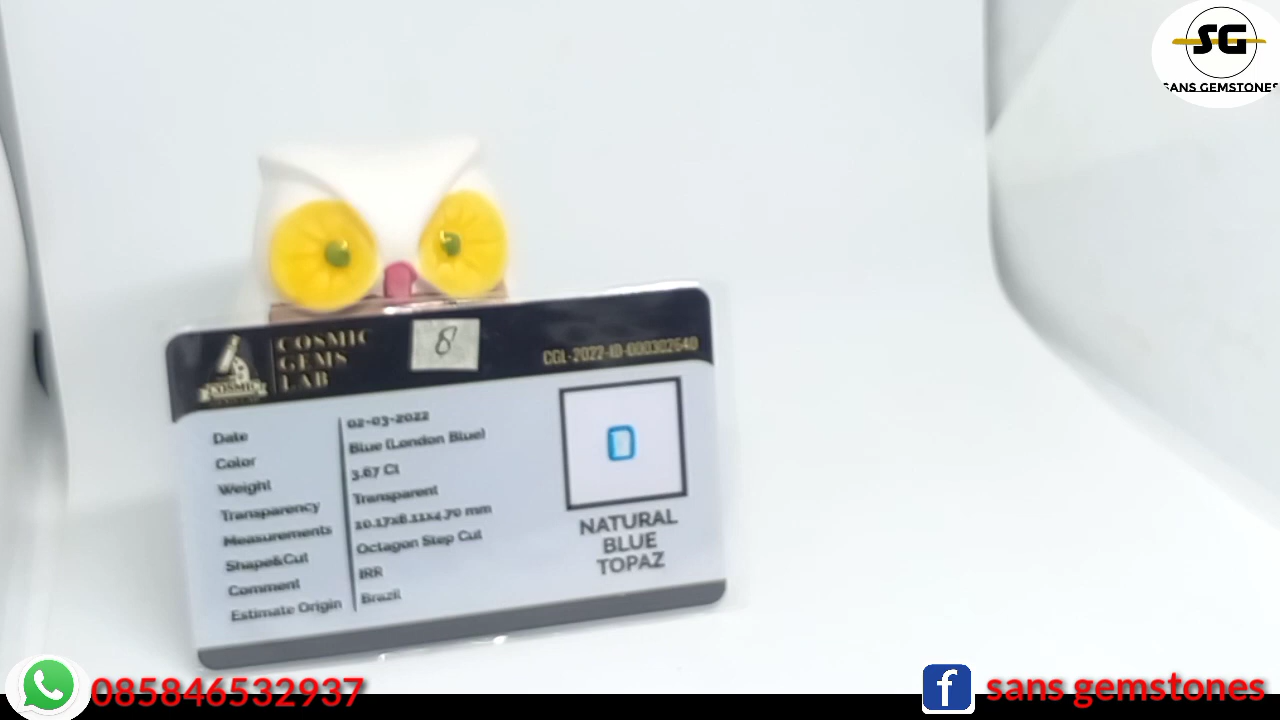 SG
SANS GEMSTONES
COSMIC
GEMS
LAB
8
CGL-2022-ID-000302640
COSMIC
Date 02-03-2022
Color Blue (London Blue)
Weight 3.67 Ct
Transparency Transparent
Measurements 10.17x8.11x4.70 mm
Shape&Cut Octagon Step Cut
Comment IRR
Estimate Origin Brazil
NATURAL
BLUE
TOPAZ
085846532937
f
sans gemstones